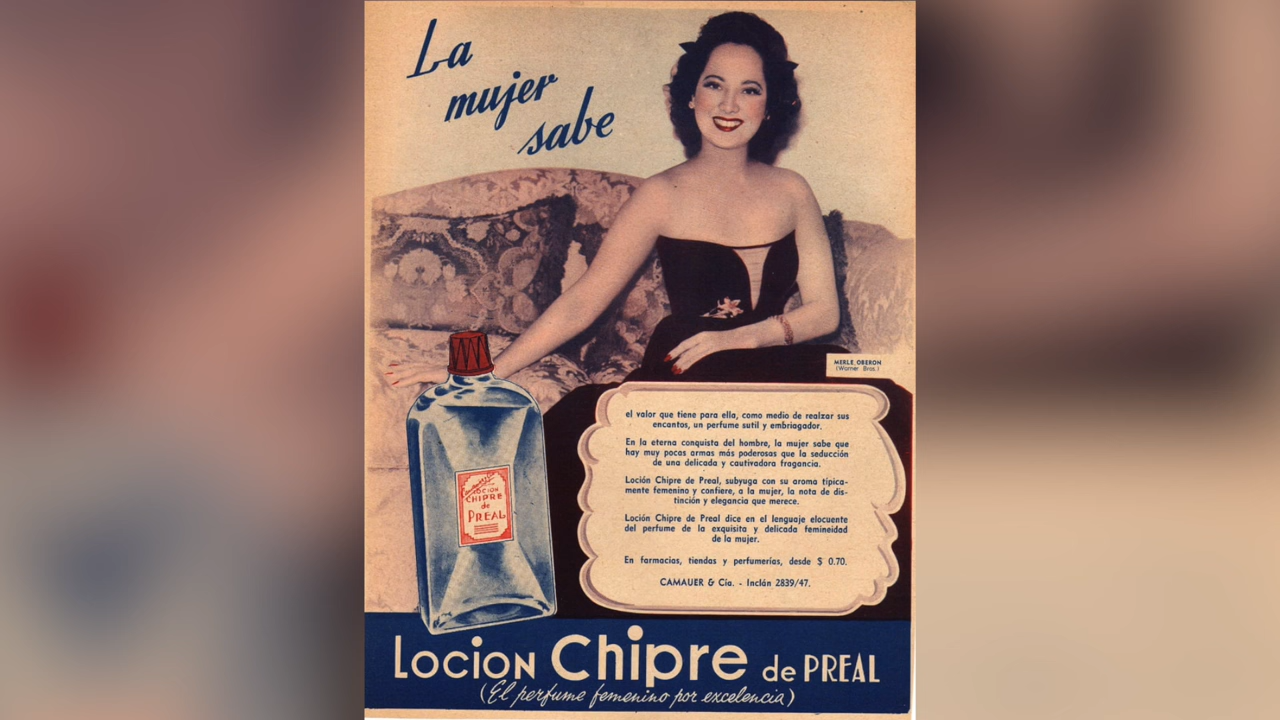 La
mujer
sabe
MERLE OBERON
(Warner Bros.)
el valor que tiene para ella, como medio de realzar sus
encantos, un perfume sutil y embriagador.
En la eterna conquista del hombre, la mujer sabe que
hay muy pocas armas más poderosas que la seducción
de una delicada y cautivadora fragancia.
Loción Chipre de Preal, subyuga con su aroma típica-
mente femenino y confiere, a la mujer, la nota de dis-
tinción y elegancia que merece.
Loción Chipre de Preal dice en el lenguaje elocuente
del perfume de la exquisita y delicada femineidad
de la mujer.
En farmacias, tiendas y perfumerías, desde $ 0.70.
CAMAUER & Cia. - Inclán 2839/47.
LOCION
CHIPRE
de
PREAL
LOCION Chipre de PREAL
(El perfume femenino por excelencia)